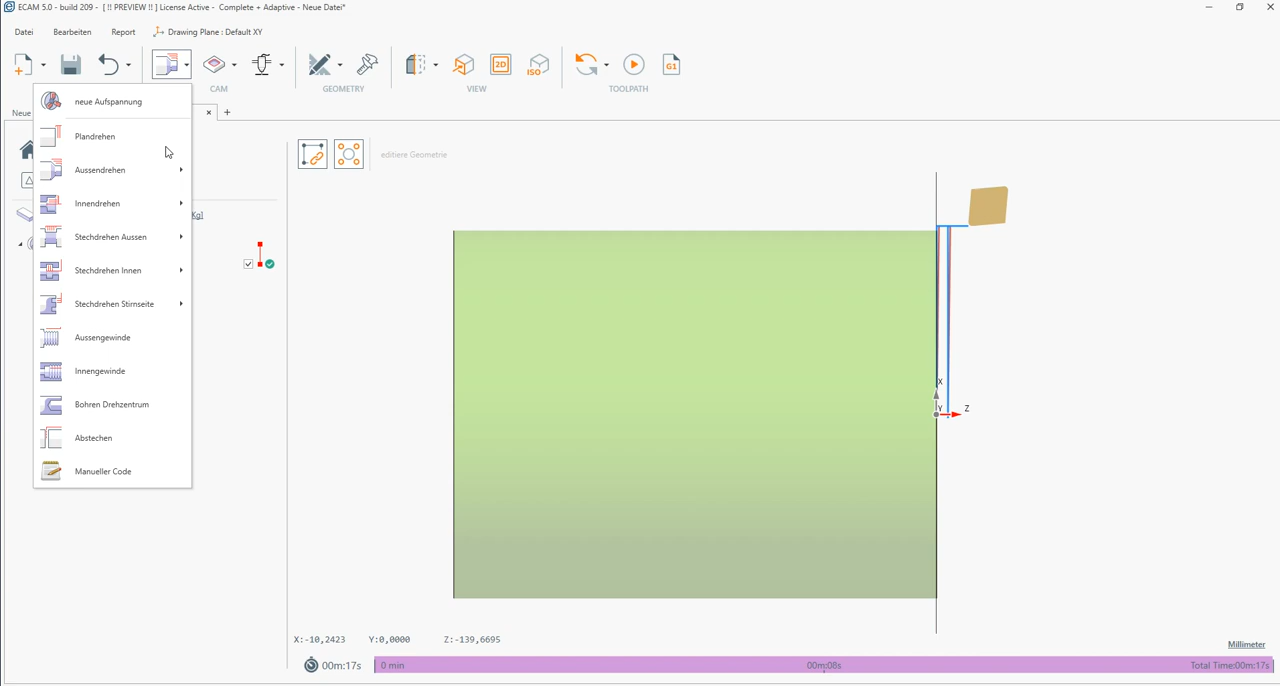 ECAM 5.0 - build 209 - [ !! PREVIEW !! ] License Active - Complete + Adaptive - Neue Datei*
Datei Bearbeiten Report Drawing Plane : Default XY
2D ISO G1
CAM GEOMETRY VIEW TOOLPATH
Neue
neue Aufspannung
Plandrehen
editiere Geometrie
Aussendrehen
Innendrehen
Kg]
Stechdrehen Aussen
Stechdrehen Innen
Stechdrehen Stirnseite
Aussengewinde
Innengewinde
Bohren Drehzentrum
Abstechen
Manueller Code
X
Y Z
X:-10,2423 Y:0,0000 Z:-139,6695
Millimeter
00m:17s 0 min 00m:08s Total Time:00m:17s